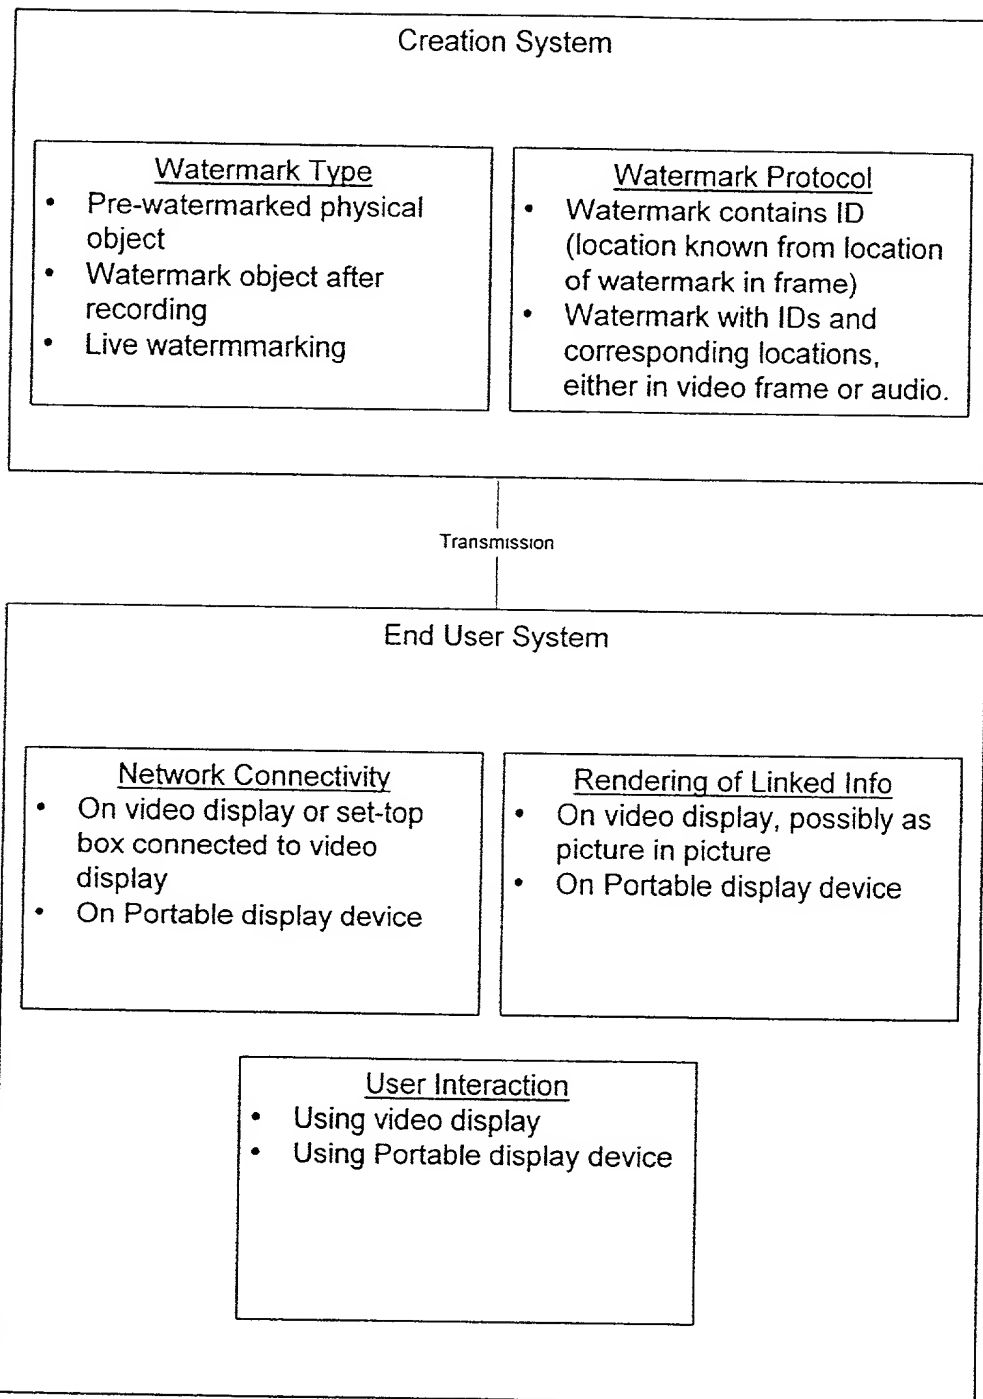 Creation System
Watermark Type
• Pre-watermarked physical
object
• Watermark object after
recording
• Live watermmarking
Watermark Protocol
• Watermark contains ID
(location known from location
of watermark in frame)
• Watermark with IDs and
corresponding locations,
either in video frame or audio.
Transmission
End User System
Network Connectivity
• On video display or set-top
box connected to video
display
• On Portable display device
Rendering of Linked Info
• On video display, possibly as
picture in picture
• On Portable display device
User Interaction
• Using video display
• Using Portable display device